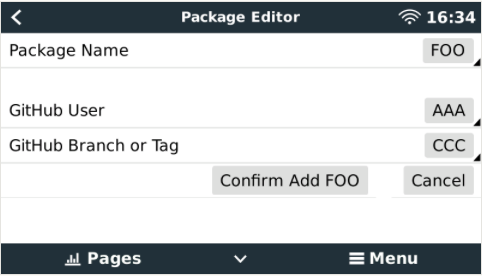 Package Editor 16:34
Package Name FOO
GitHub User AAA
GitHub Branch or Tag CCC
Confirm Add FOO Cancel
Pages Menu